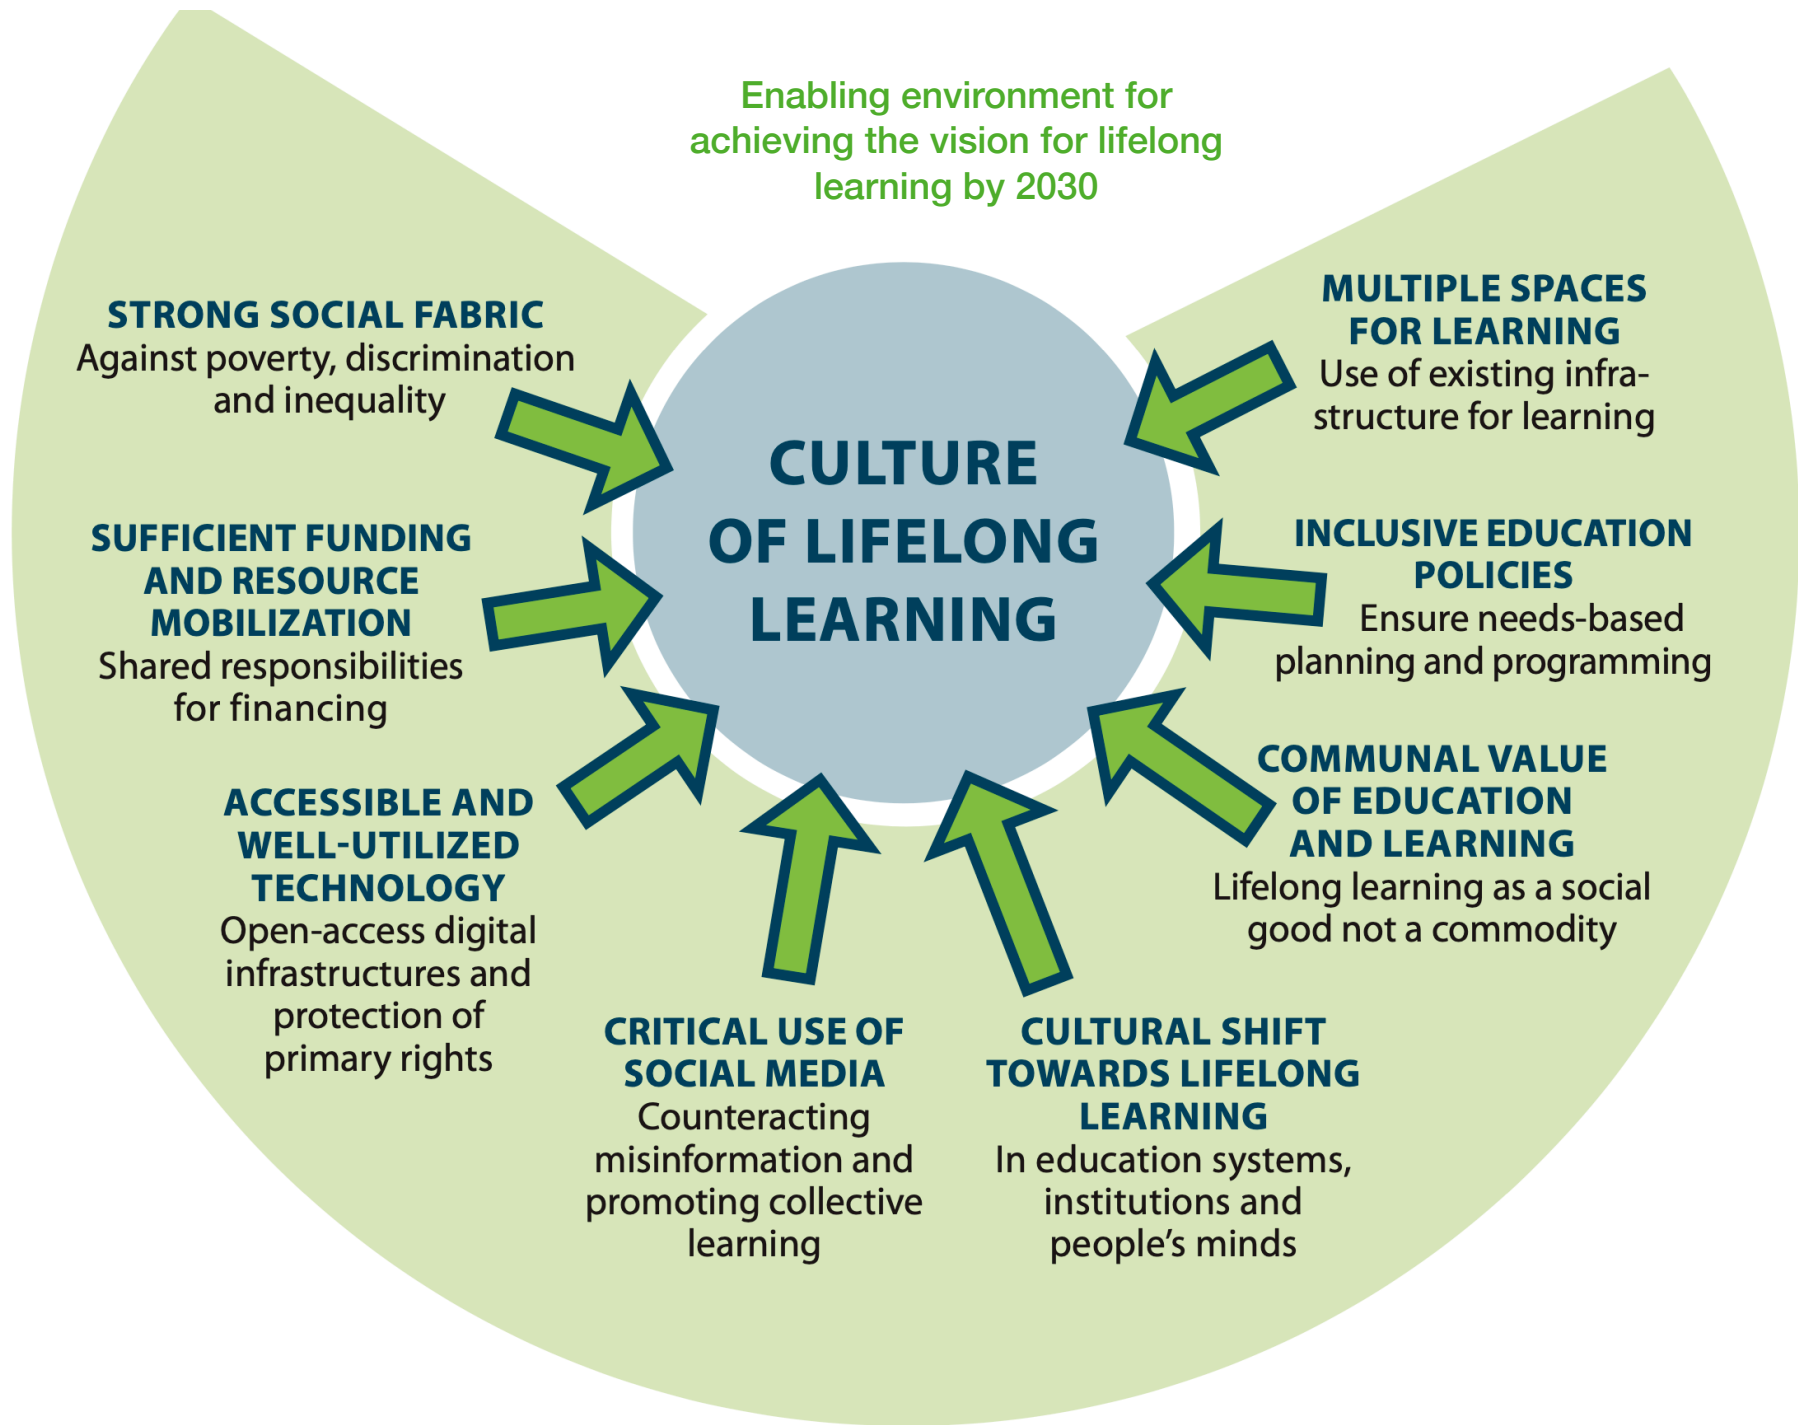 Enabling environment for
achieving the vision for lifelong
learning by 2030
CULTURE
OF LIFELONG
LEARNING
STRONG SOCIAL FABRIC
Against poverty, discrimination
and inequality
SUFFICIENT FUNDING
AND RESOURCE
MOBILIZATION
Shared responsibilities
for financing
ACCESSIBLE AND
WELL-UTILIZED
TECHNOLOGY
Open-access digital
infrastructures and
protection of
primary rights
CRITICAL USE OF
SOCIAL MEDIA
Counteracting
misinformation and
promoting collective
learning
CULTURAL SHIFT
TOWARDS LIFELONG
LEARNING
In education systems,
institutions and
people’s minds
COMMUNAL VALUE
OF EDUCATION
AND LEARNING
Lifelong learning as a social
good not a commodity
INCLUSIVE EDUCATION
POLICIES
Ensure needs-based
planning and programming
MULTIPLE SPACES
FOR LEARNING
Use of existing infra-
structure for learning